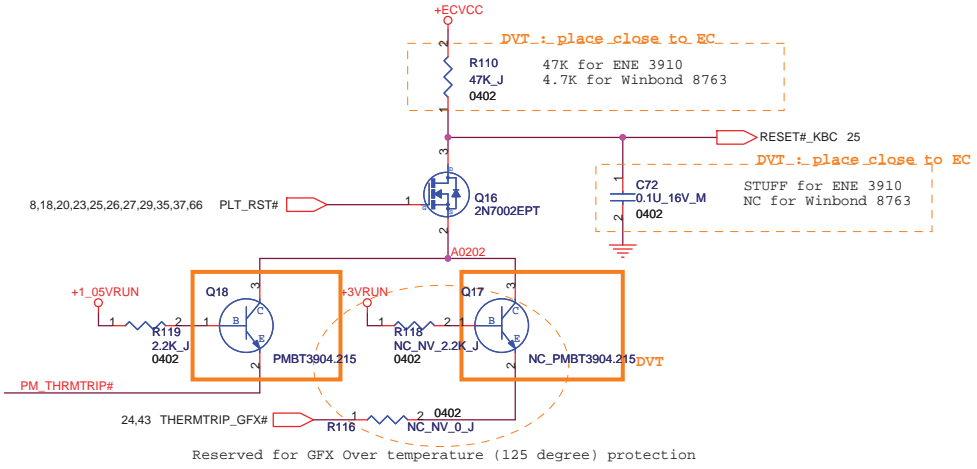 +ECVCC
DVT : place close to EC
2
R110
47K_J
0402
1
47K for ENE 3910
4.7K for Winbond 8763
RESET#_KBC 25
3
DVT : place close to EC
1
C72
0.1U_16V_M
0402
2
STUFF for ENE 3910
NC for Winbond 8763
8,18,20,23,25,26,27,29,35,37,66 PLT_RST#
1
Q16
2N7002EPT
2
A0202
+1_05VRUN
Q18
3
C
+3VRUN
Q17
3
C
1
R119
2
2.2K_J
0402
1
B
E
2
PMBT3904.215
1
R118
2
NC_NV_2.2K_J
0402
1
B
E
2
NC_PMBT3904.215
DVT
PM_THRMTRIP#
24,43 THERMTRIP_GFX#
1
R116
2
0402
NC_NV_0_J
Reserved for GFX Over temperature (125 degree) protection